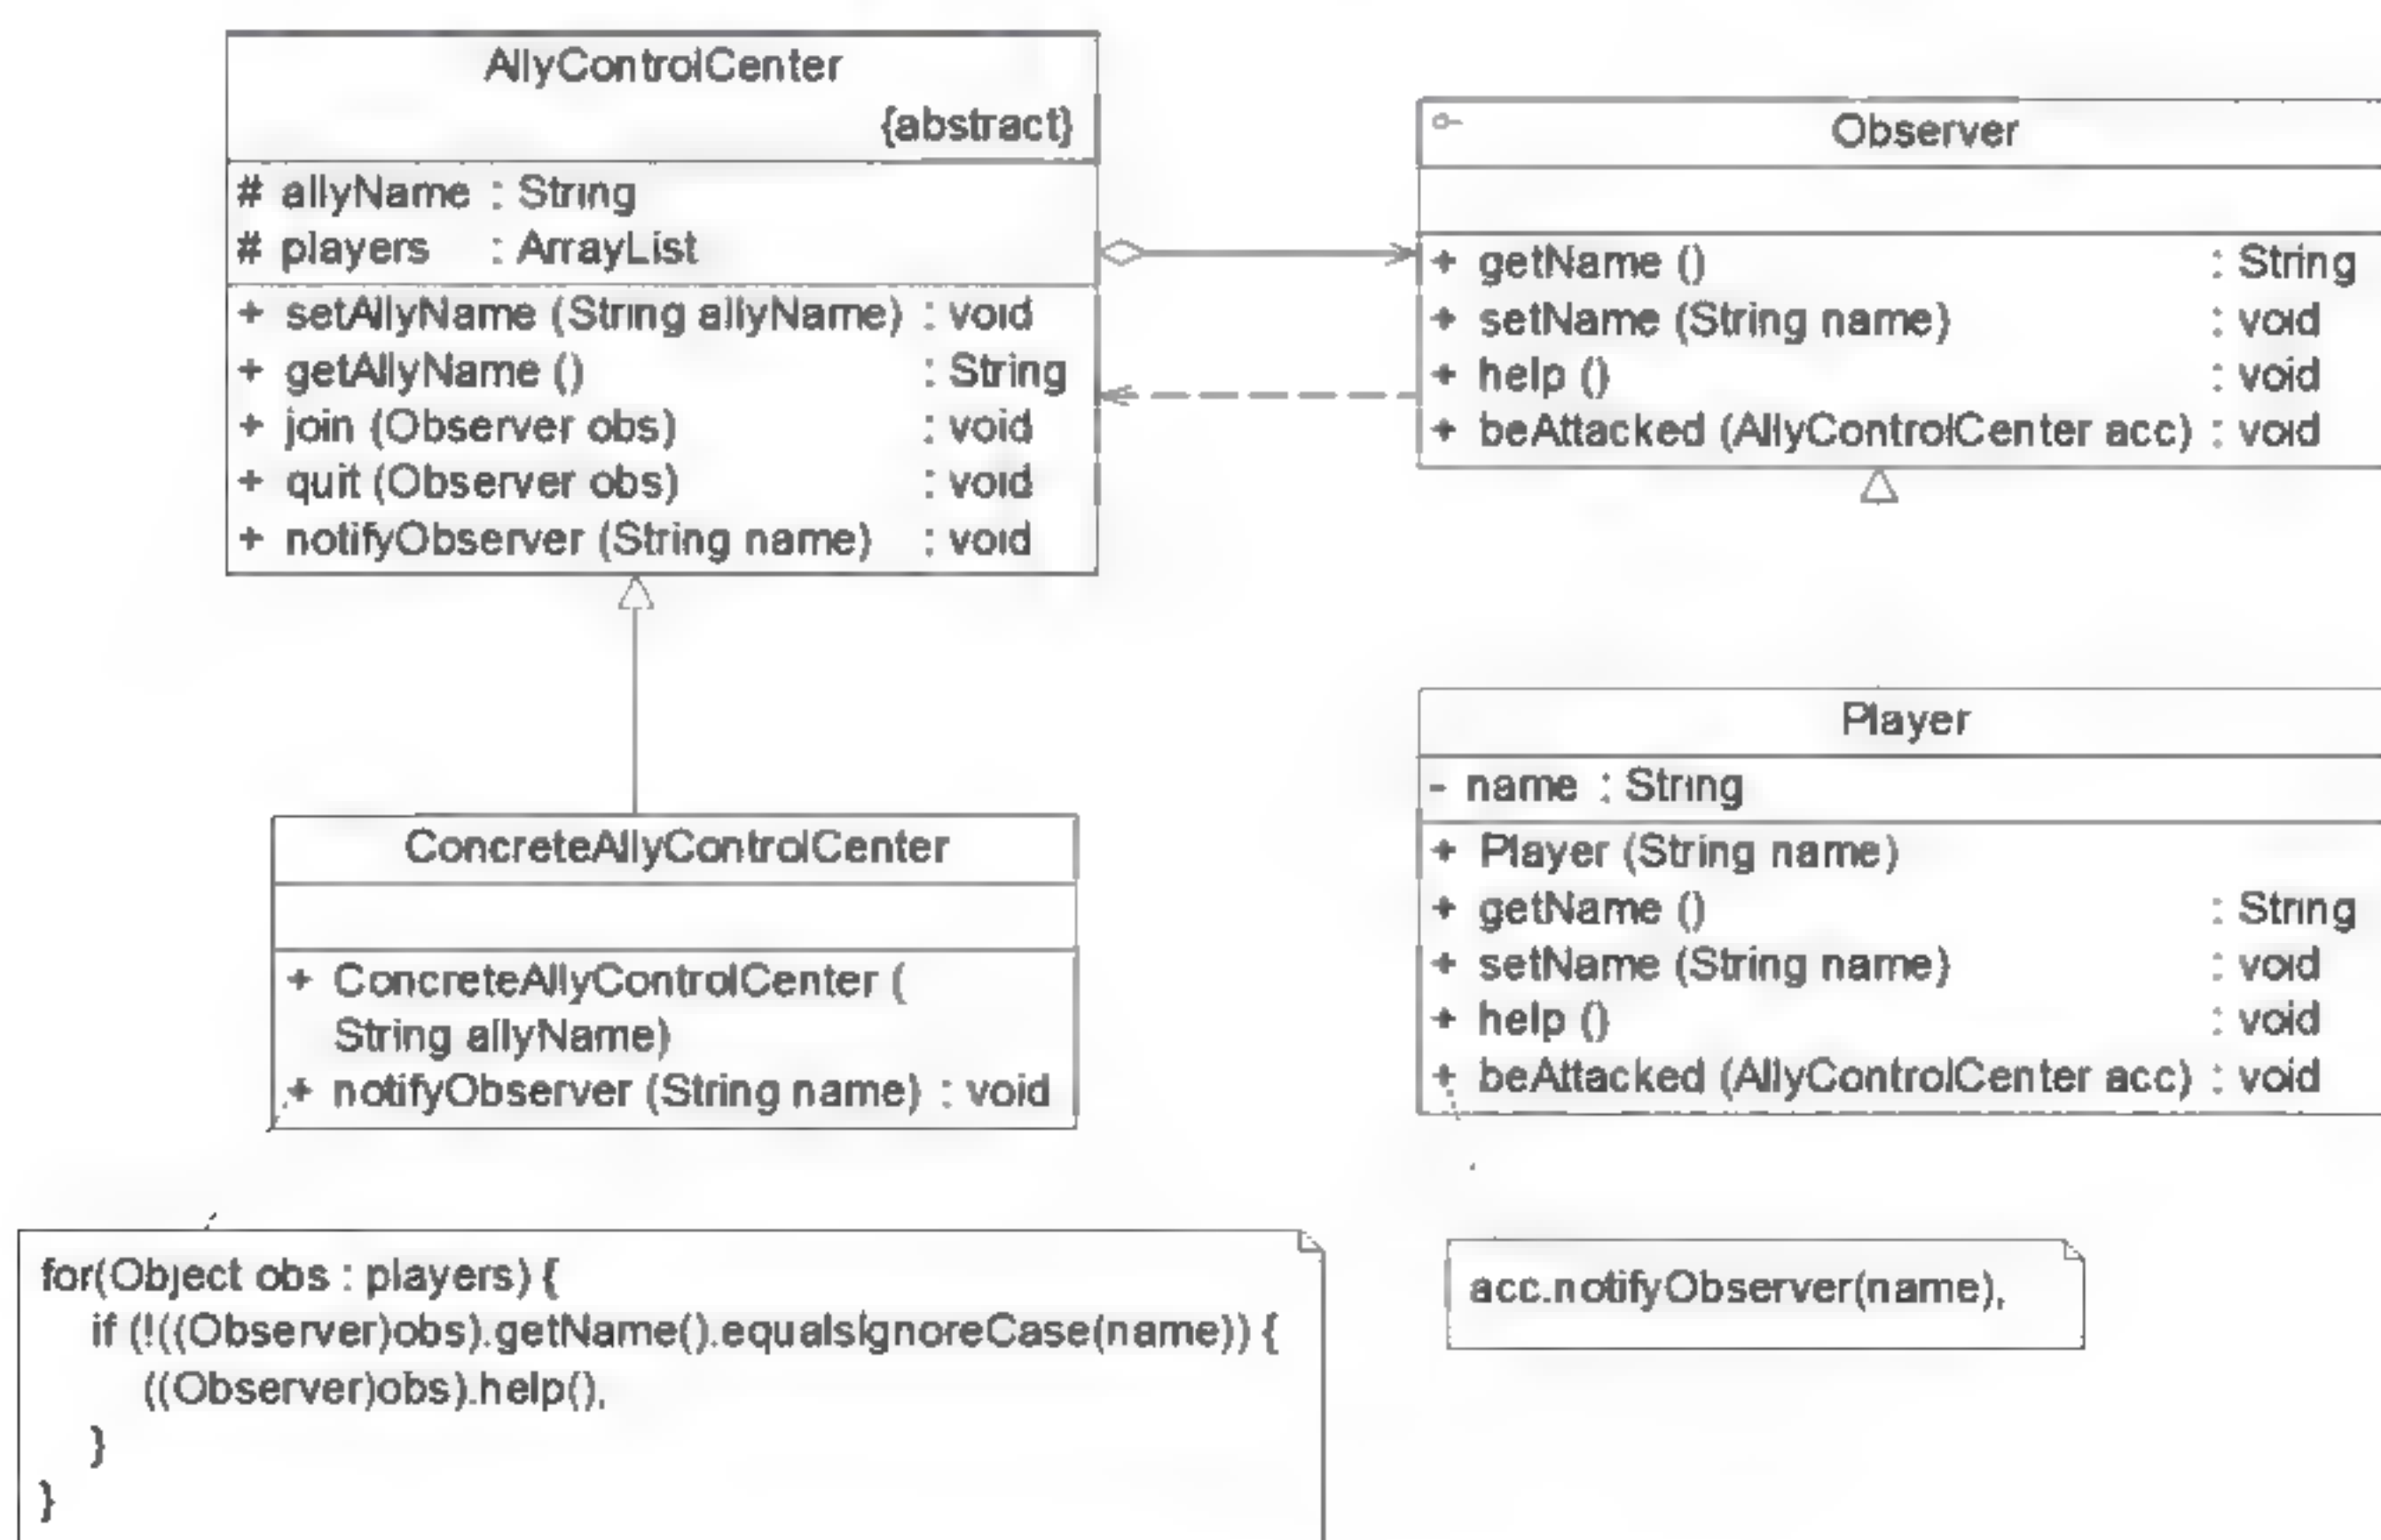 AllyControlCenter
{abstract}
# allyName : String
# players : ArrayList
+ setAllyName (String allyName) : void
+ getAllyName () : String
+ join (Observer obs) : void
+ quit (Observer obs) : void
+ notifyObserver (String name) : void
Observer
+ getName () : String
+ setName (String name) : void
+ help () : void
+ beAttacked (AllyControlCenter acc) : void
ConcreteAllyControlCenter
+ ConcreteAllyControlCenter (
String allyName)
+ notifyObserver (String name) : void
Player
- name : String
+ Player (String name)
+ getName () : String
+ setName (String name) : void
+ help () : void
+ beAttacked (AllyControlCenter acc) : void
for(Object obs : players) {
if (!((Observer)obs).getName().equalsIgnoreCase(name)) {
((Observer)obs).help(),
}
}
acc.notifyObserver(name),